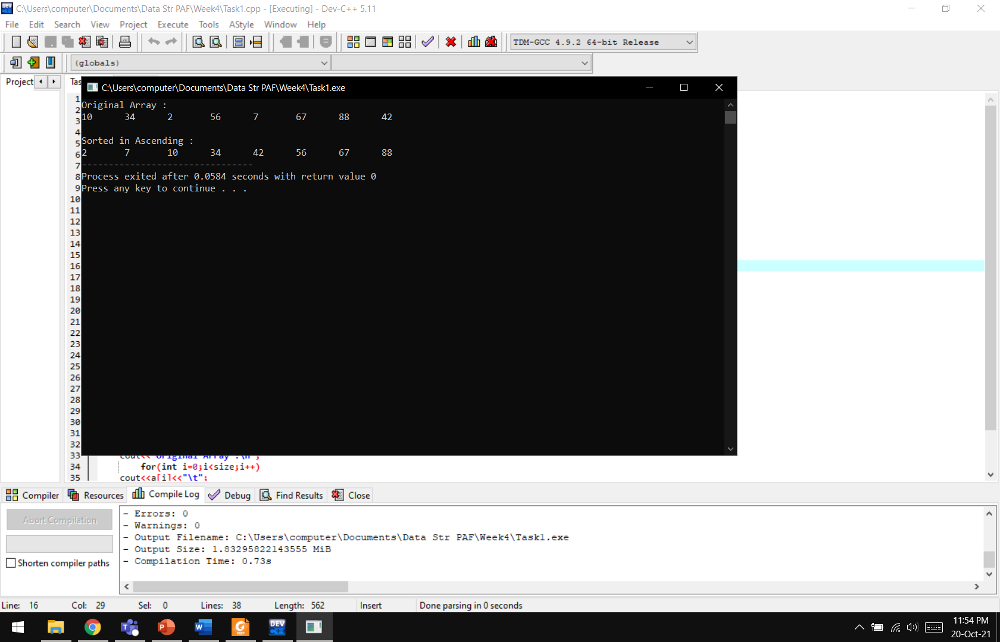 C:\Users\computer\Documents\Data Str PAF\Week4\Task1.cpp - [Executing] - Dev-C++ 5.11
File Edit Search View Project Execute Tools AStyle Window Help
TDM-GCC 4.9.2 64-bit Release
(globals)
Project Tas
C:\Users\computer\Documents\Data Str PAF\Week4\Task1.exe
1
2
3
4
5
6
7
8
9
10
11
12
13
14
15
16
17
18
19
20
21
22
23
24
25
26
27
28
29
30
31
32
Original Array :
10 34 2 56 7 67 88 42
Sorted in Ascending :
2 7 10 34 42 56 67 88
--------------------------------
Process exited after 0.0584 seconds with return value 0
Press any key to continue . . .
33 cout<<"Original Array :\n";
34 for(int i=0;i<size;i++)
35 cout<<a[i]<<"\t";
Compiler Resources Compile Log Debug Find Results Close
Abort Compilation
Shorten compiler paths
- Errors: 0
- Warnings: 0
- Output Filename: C:\Users\computer\Documents\Data Str PAF\Week4\Task1.exe
- Output Size: 1.83295822143555 MiB
- Compilation Time: 0.73s
Line: 16 Col: 29 Sel: 0 Lines: 38 Length: 562 Insert Done parsing in 0 seconds
DEV C++
11:54 PM
20-Oct-21